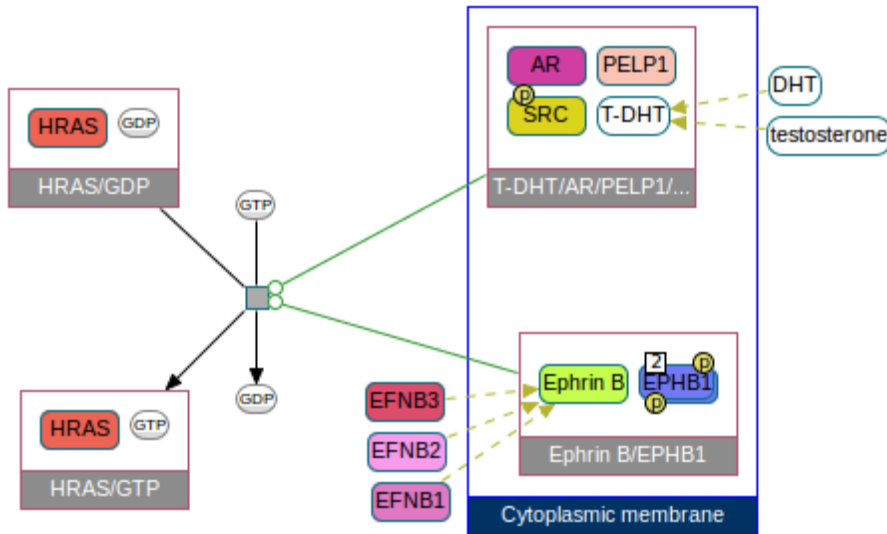 AR
PELP1
p
SRC
T-DHT
T-DHT/AR/PELP1/...
DHT
testosterone
HRAS
GDP
HRAS/GDP
GTP
GDP
HRAS
GTP
HRAS/GTP
EFNB3
EFNB2
EFNB1
Ephrin B
2
p
EPHB1
p
Ephrin B/EPHB1
Cytoplasmic membrane